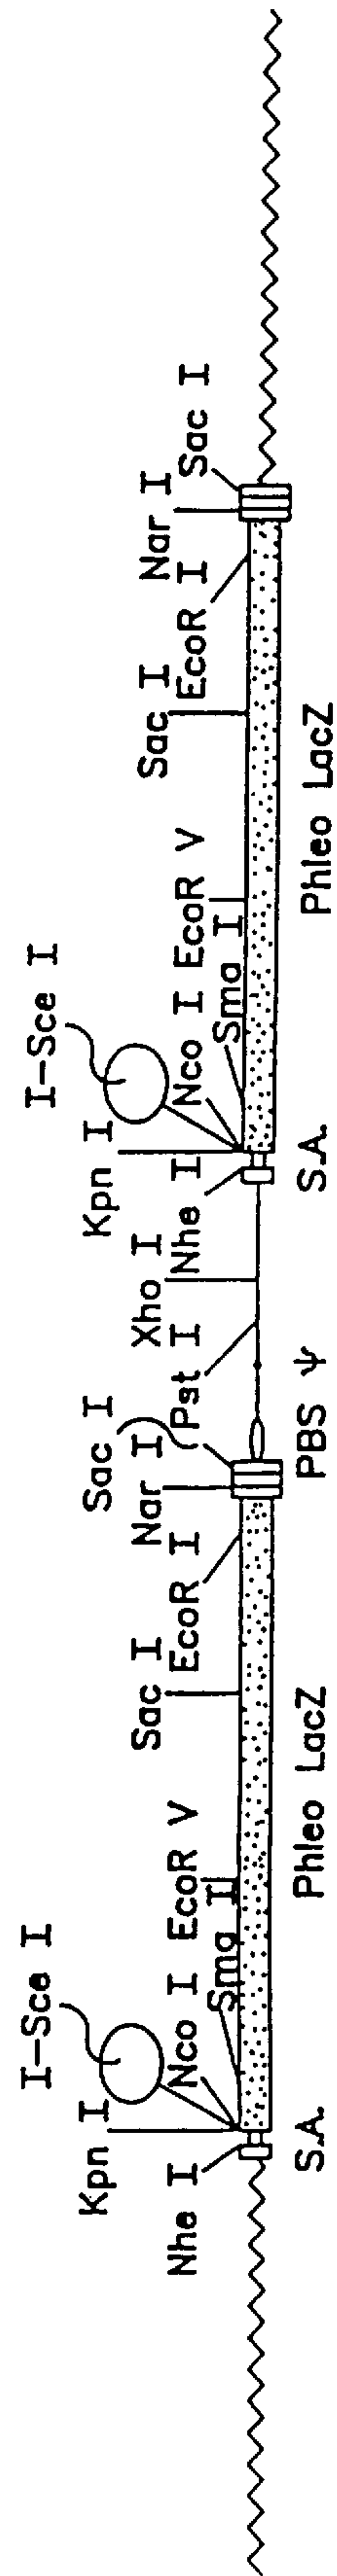 I-Sce I
Kpn I
Nhe I
Nco I
Sma I
EcoR V
Sac I
EcoR I
Nar I
Sac I
S.A.
Phleo LacZ
PBS Ψ
Pst I
Xho I
Nhe I
Kpn I
I-Sce I
Nco I
Sma I
EcoR V
Sac I
EcoR I
Nar I
Sac I
S.A.
Phleo LacZ